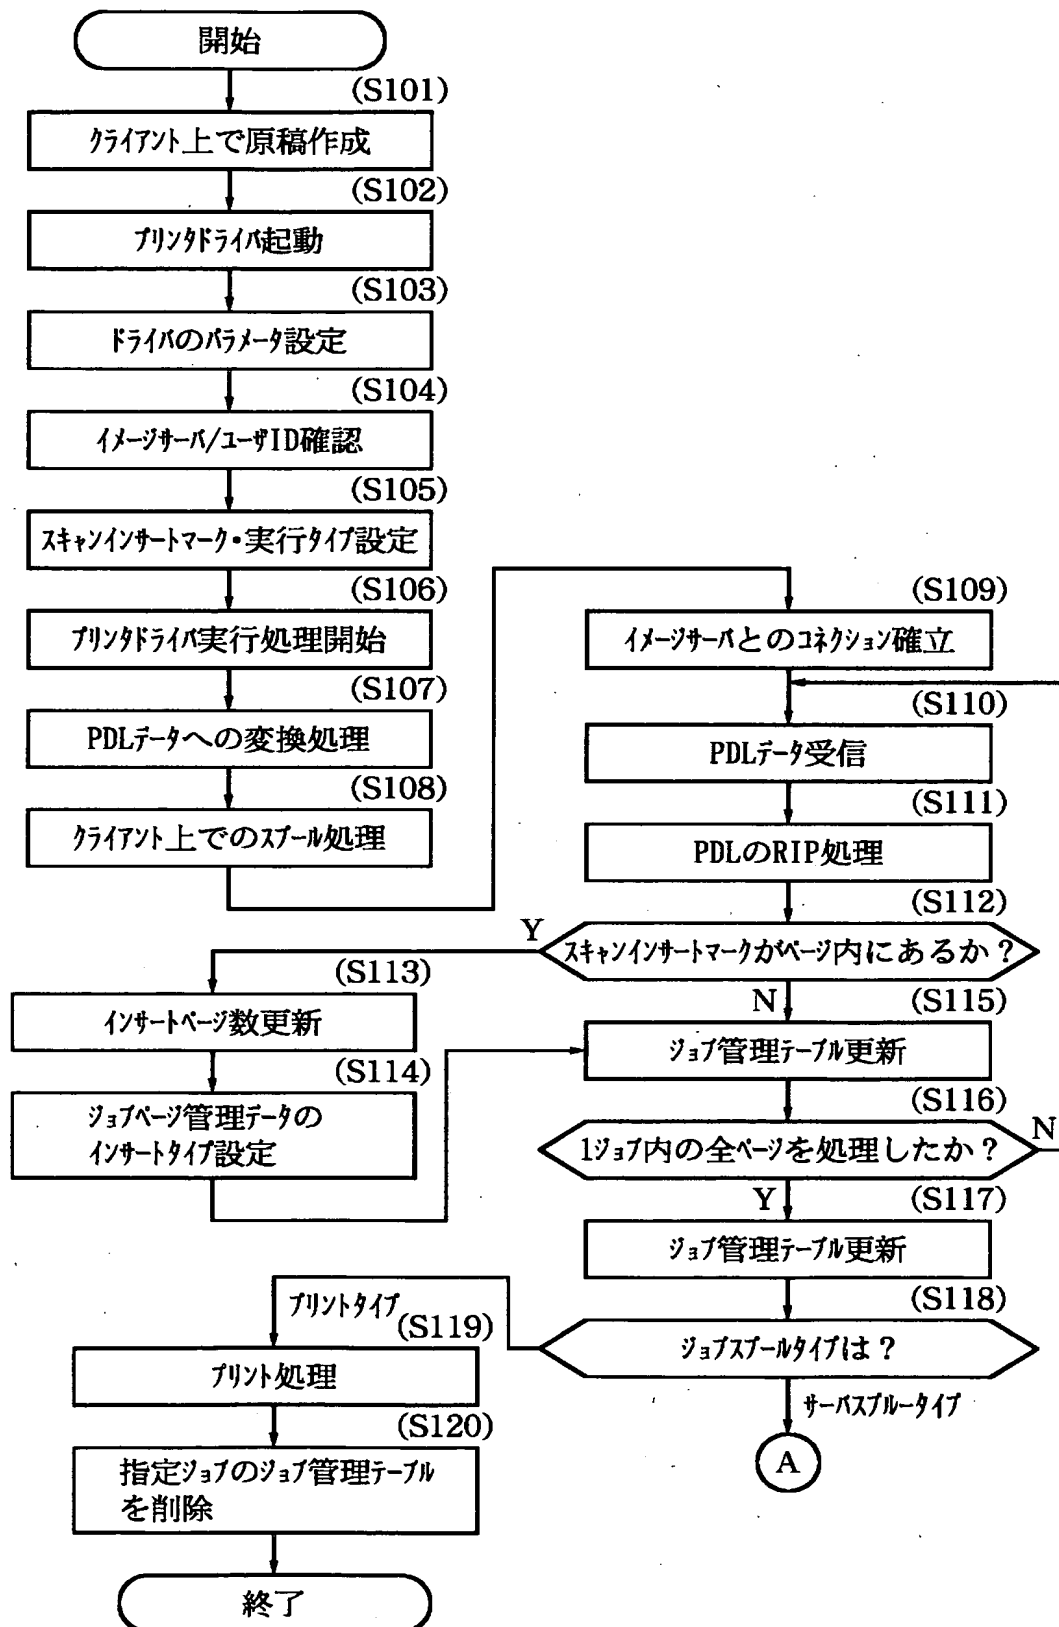 開始
(S101)
クライアント上で原稿作成
(S102)
プリンタドライバ起動
(S103)
ドライバのパラメータ設定
(S104)
イメージサーバ/ユーザID確認
(S105)
スキャンインサートマーク・実行タイプ設定
(S106)
プリンタドライバ実行処理開始
(S107)
PDLデータへの変換処理
(S108)
クライアント上でのスプール処理
(S109)
イメージサーバとのコネクション確立
(S110)
PDLデータ受信
(S111)
PDLのRIP処理
(S112)
スキャンインサートマークがページ内にあるか?
Y
N
(S113)
インサートページ数更新
(S114)
ジョブページ管理データの
インサートタイプ設定
(S115)
ジョブ管理テーブル更新
(S116)
1ジョブ内の全ページを処理したか?
N
Y
(S117)
ジョブ管理テーブル更新
(S118)
ジョブスプールタイプは?
プリントタイプ
サーバスプルータイプ
A
(S119)
プリント処理
(S120)
指定ジョブのジョブ管理テーブル
を削除
終了